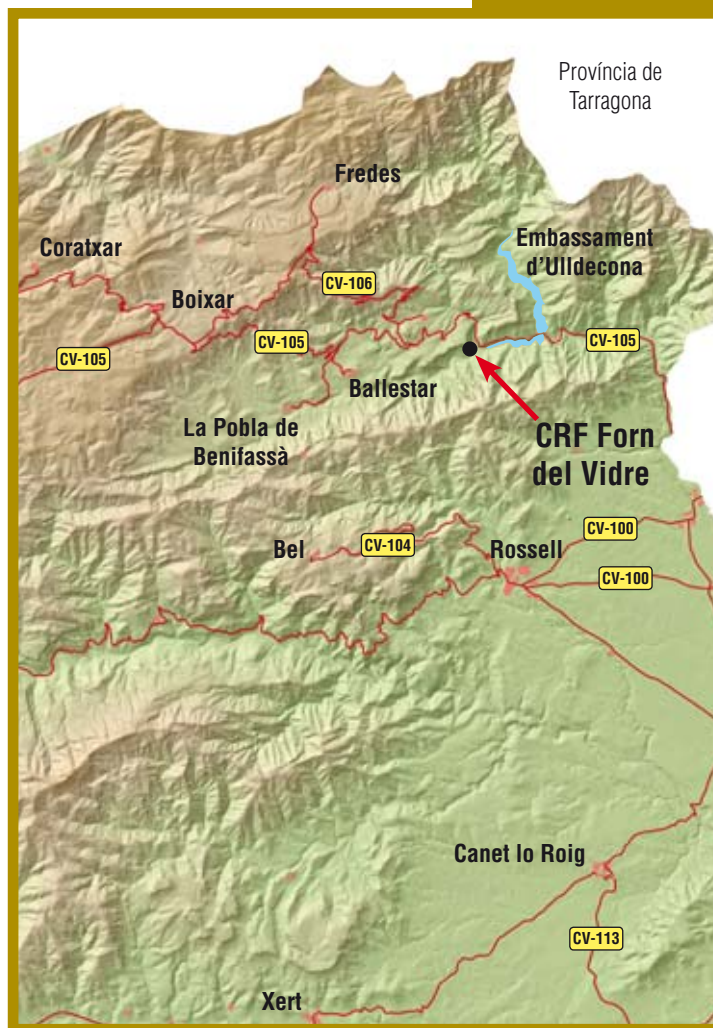 Província de
Tarragona
Fredes
Coratxar
Embassament
d'Ulldecona
CV-106
Boixar
CV-105
CV-105
CV-105
Ballestar
La Pobla de
Benifassà
CRF Forn
del Vidre
CV-100
Bel
CV-104
Rossell
CV-100
Canet lo Roig
CV-113
Xert